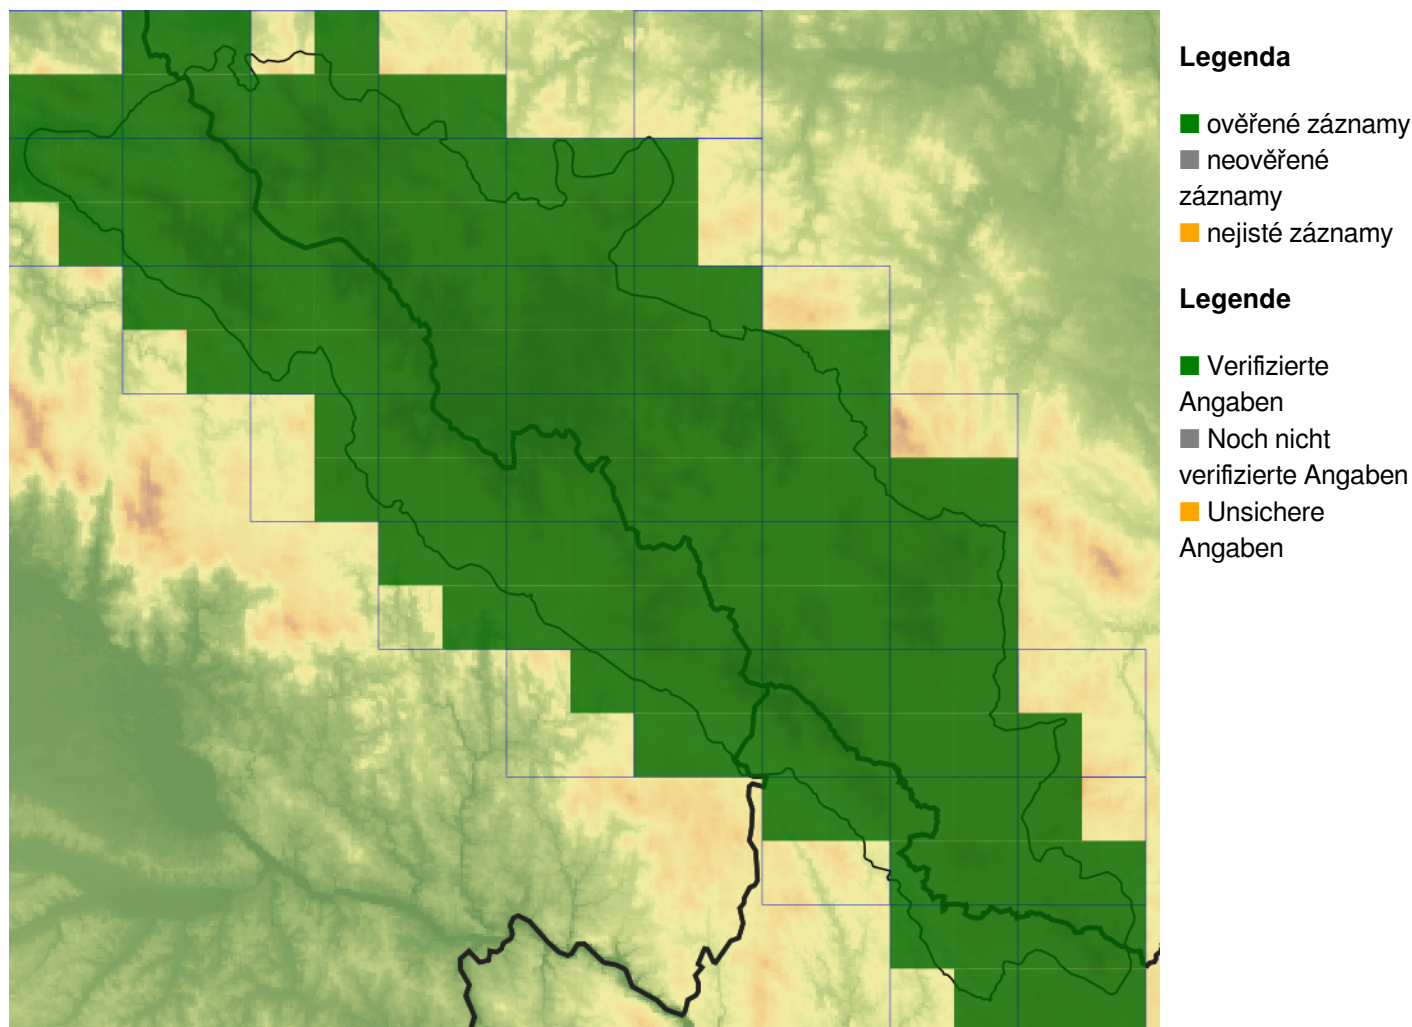 Legenda
ověřené záznamy
neověřené
záznamy
nejisté záznamy
Legende
Verifizierte
Angaben
Noch nicht
verifizierte Angaben
Unsichere
Angaben